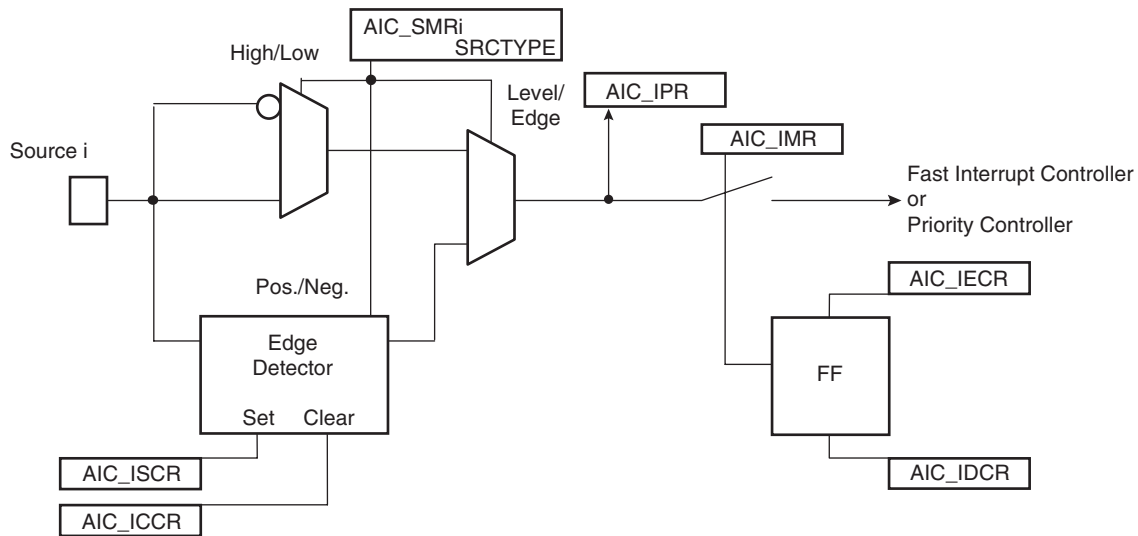 AIC_SMRi
SRCTYPE
High/Low
Level/
Edge
AIC_IPR
AIC_IMR
Source i
Fast Interrupt Controller
or
Priority Controller
Pos./Neg.
AIC_IECR
Edge
Detector
FF
Set Clear
AIC_ISCR
AIC_IDCR
AIC_ICCR